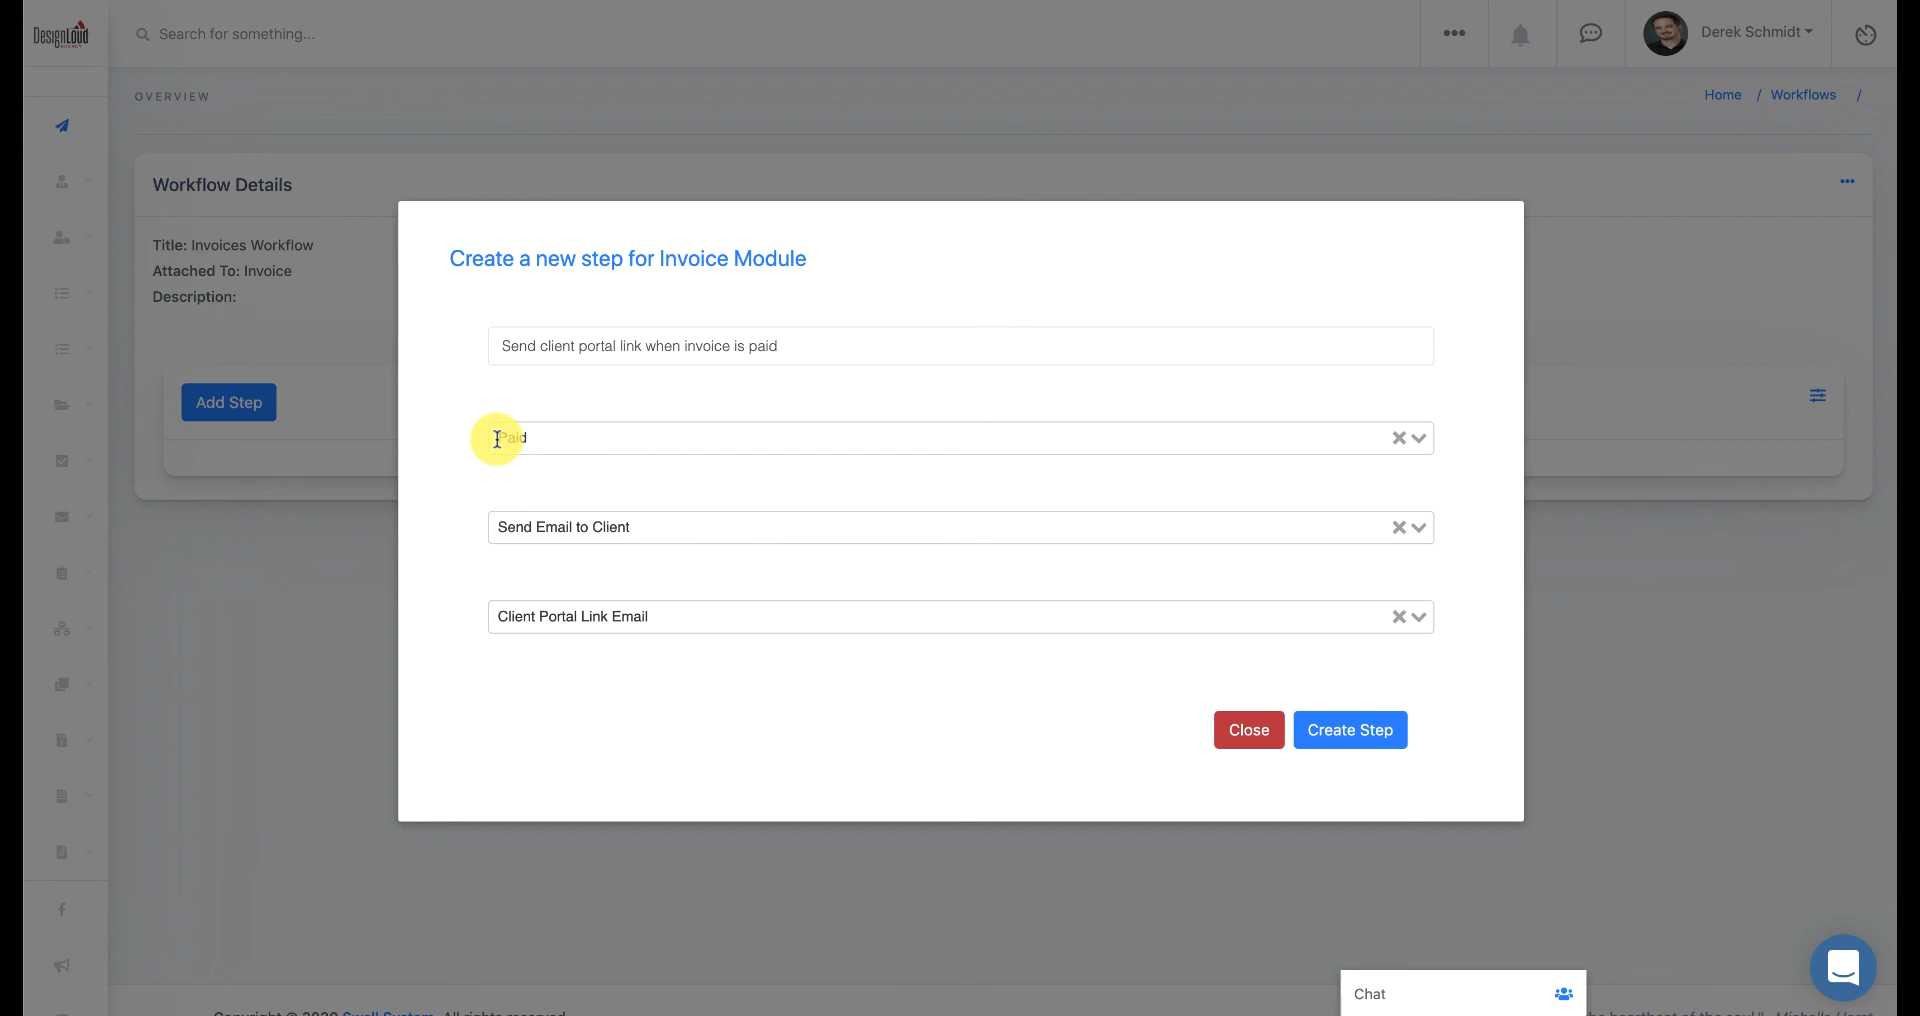 DesignLoud
AGENCY
Search for something...
Derek Schmidt
OVERVIEW
Home / Workflows /
Workflow Details
Title: Invoices Workflow
Attached To: Invoice
Description:
Add Step
Create a new step for Invoice Module
Send client portal link when invoice is paid
Paid
Send Email to Client
Client Portal Link Email
Close
Create Step
Chat
Copyright © 2020 Swell System. All rights reserved